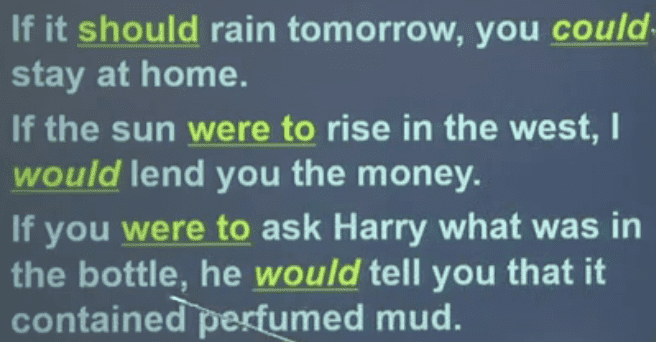 If it should rain tomorrow, you could
stay at home.
If the sun were to rise in the west, I
would lend you the money.
If you were to ask Harry what was in
the bottle, he would tell you that it
contained perfumed mud.